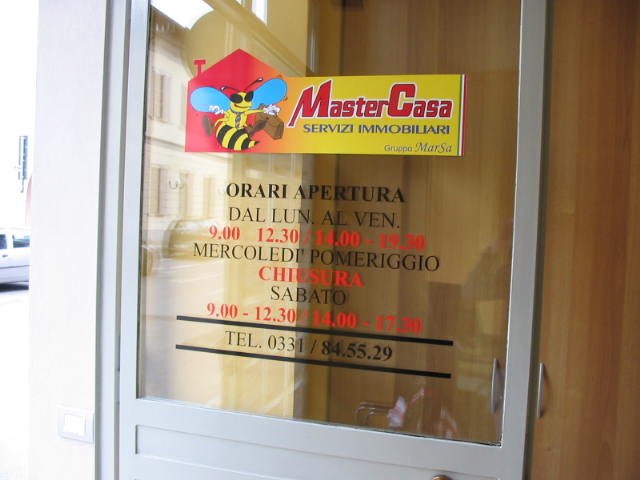 MasterCasa
SERVIZI IMMOBILIARI
Gruppo MarSa
ORARI APERTURA
DAL LUN. AL VEN.
9.00 12.30 / 14.00 - 19.30
MERCOLEDI' POMERIGGIO
CHIUSURA
SABATO
9.00 - 12.30 / 14.00 - 17.30
TEL. 0331 / 84.55.29